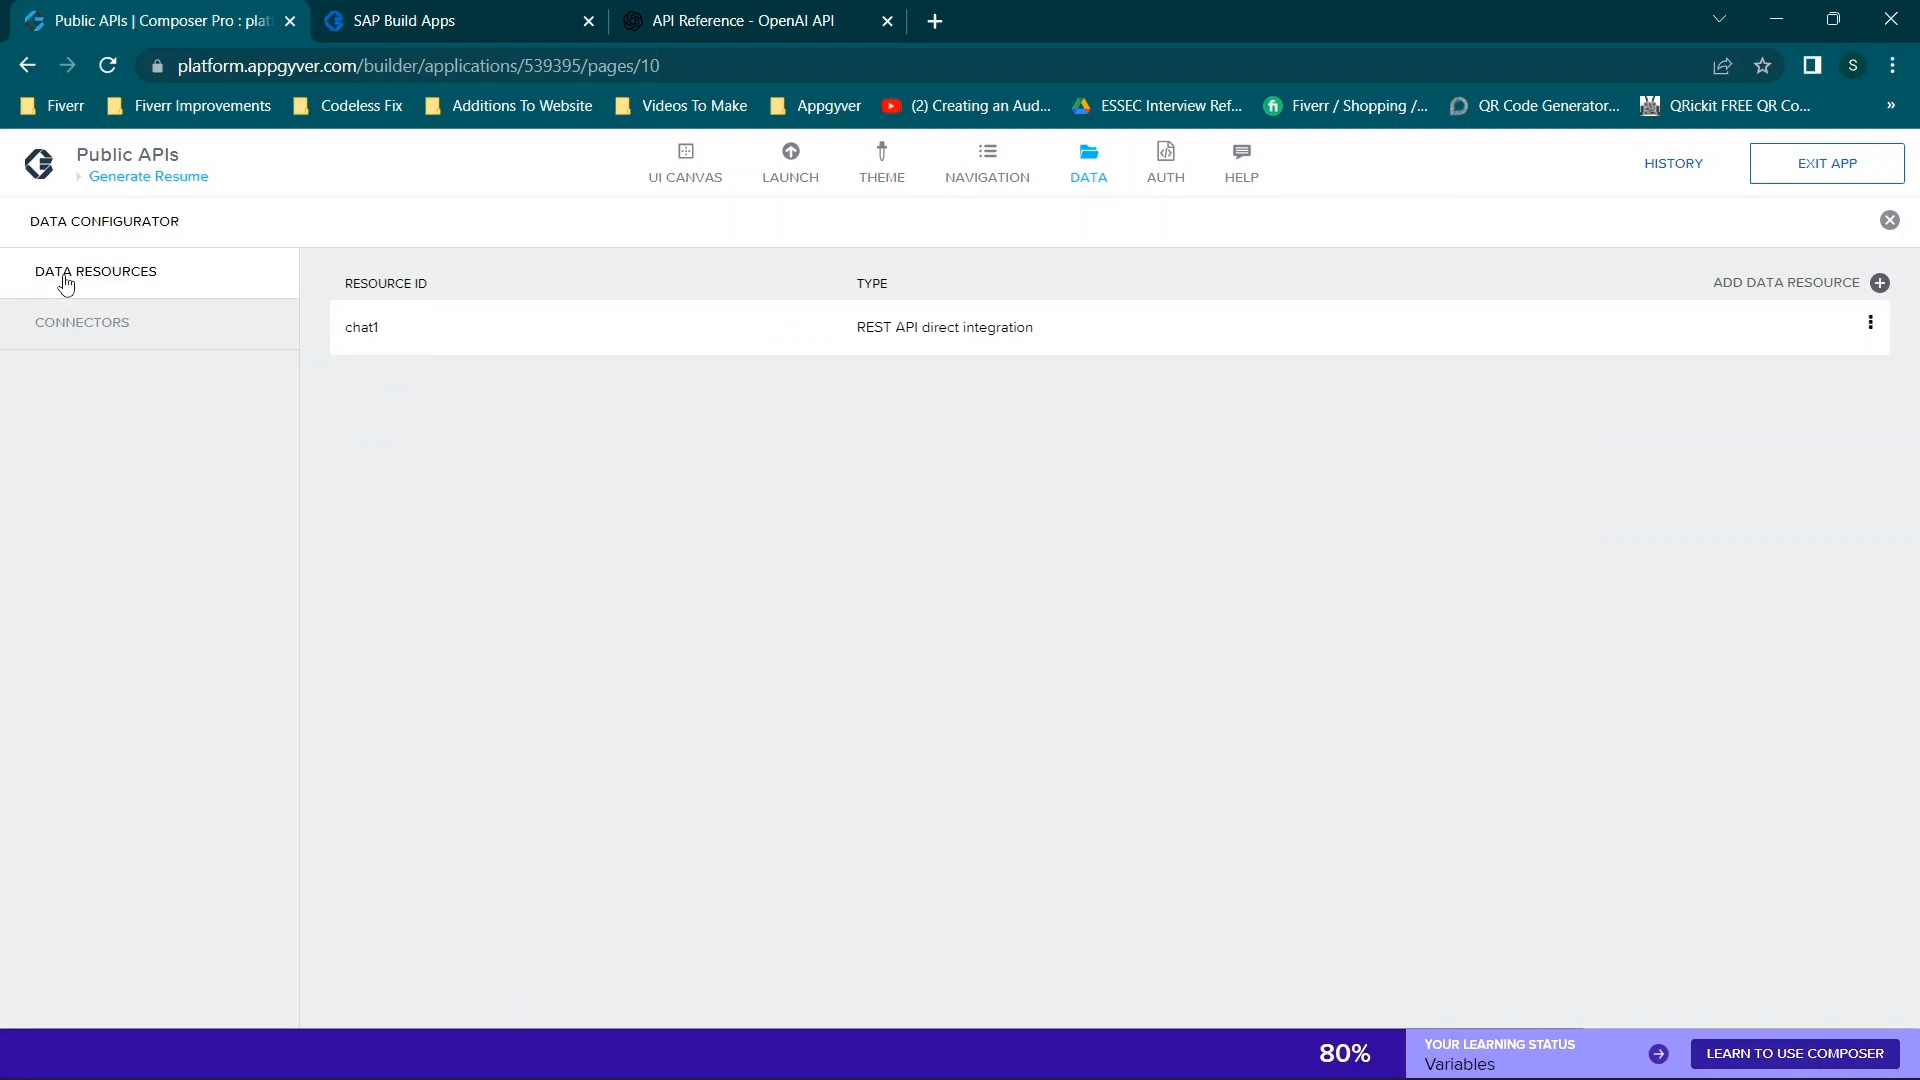 Public APIs | Composer Pro : plat
SAP Build Apps
API Reference - OpenAI API
platform.appgyver.com/builder/applications/539395/pages/10
S
Fiverr
Fiverr Improvements
Codeless Fix
Additions To Website
Videos To Make
Appgyver
(2) Creating an Aud...
ESSEC Interview Ref...
Fiverr / Shopping /...
QR Code Generator...
QRickit FREE QR Co...
»
Public APIs
Generate Resume
UI CANVAS
LAUNCH
THEME
NAVIGATION
DATA
AUTH
HELP
HISTORY
EXIT APP
DATA CONFIGURATOR
DATA RESOURCES
CONNECTORS
RESOURCE ID
TYPE
ADD DATA RESOURCE
chat1
REST API direct integration
80%
YOUR LEARNING STATUS
Variables
LEARN TO USE COMPOSER